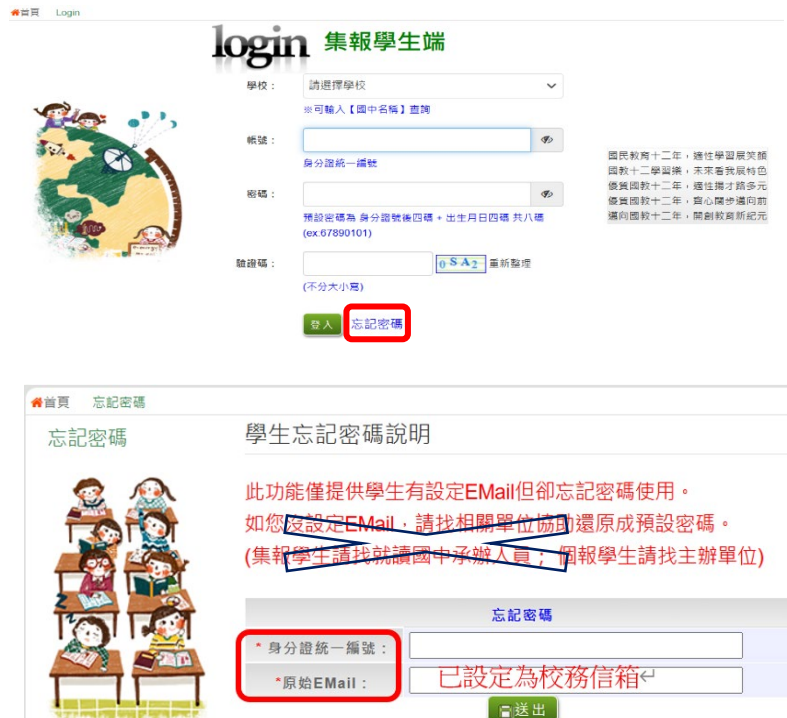 首頁 Login
login 集報學生端
學校： 請選擇學校
※可輸入【國中名稱】查詢
帳號：
身分證統一編號
密碼：
預設密碼為 身分證號後四碼 + 出生月日四碼 共八碼
(ex:67890101)
驗證碼： 0SA2 重新整理
(不分大小寫)
登入 忘記密碼
國民教育十二年，適性學習展笑顏
國教十二學習樂，未來看我展特色
優質國教十二年，適性揚才路多元
優質國教十二年，齊心闊步邁向前
邁向國教十二年，開創教育新紀元
首頁 忘記密碼
忘記密碼
學生忘記密碼說明
此功能僅提供學生有設定EMail但卻忘記密碼使用。
如您沒設定EMail，請找相關單位協助還原成預設密碼。
(集報學生請找就讀國中承辦人員； 個報學生請找主辦單位)
忘記密碼
* 身分證統一編號：
*原始EMail： 已設定為校務信箱↵
送出